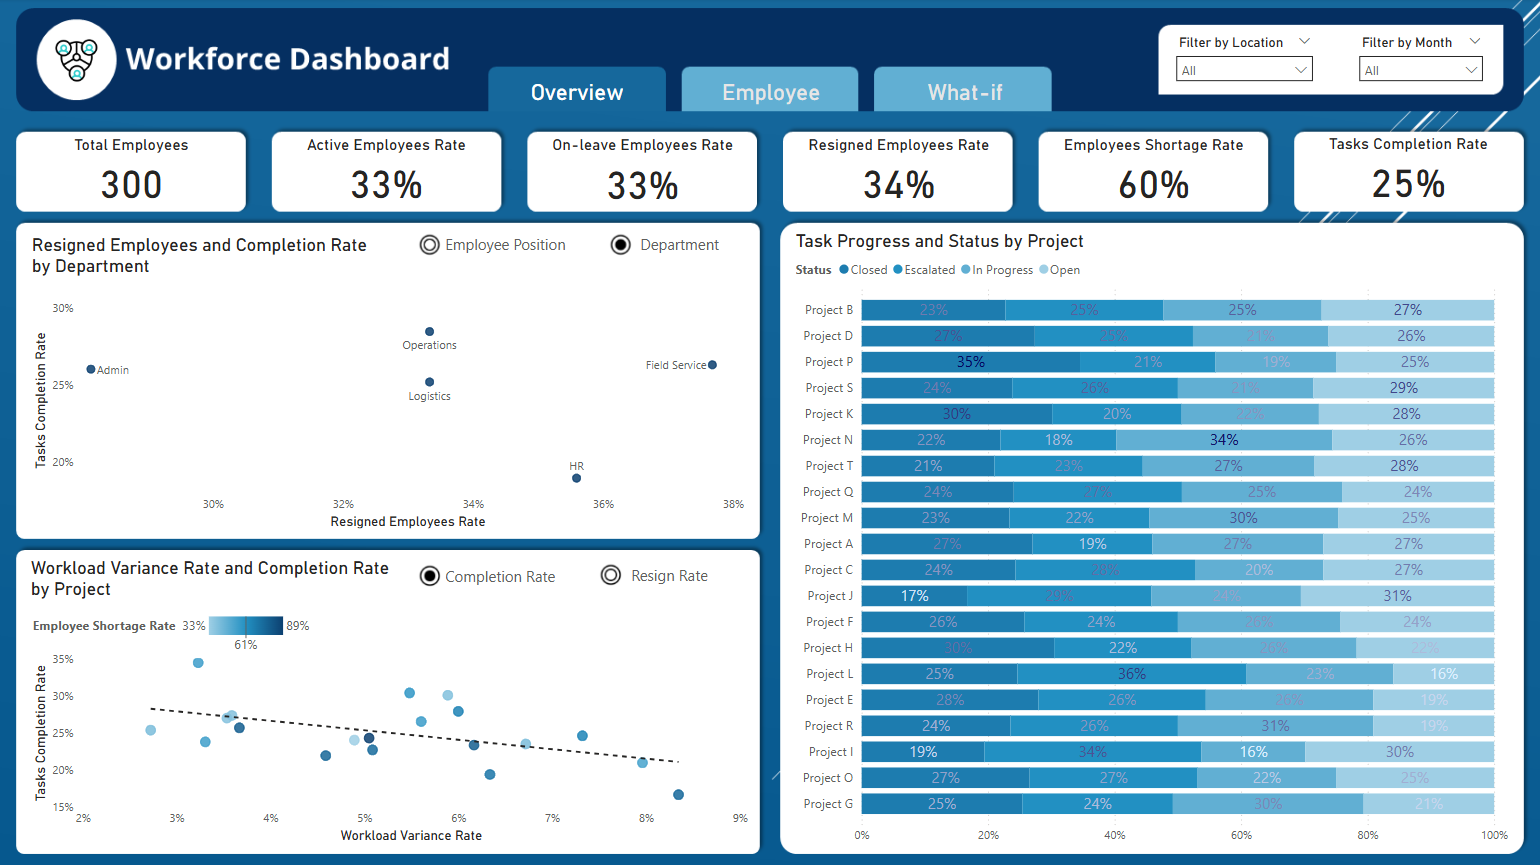 Workforce Dashboard
Overview
Employee
What-if
Filter by Location
All
Filter by Month
All
Total Employees
300
Active Employees Rate
33%
On-leave Employees Rate
33%
Resigned Employees Rate
34%
Employees Shortage Rate
60%
Tasks Completion Rate
25%
Resigned Employees and Completion Rate
by Department
Employee Position
Department
Tasks Completion Rate
30%
25%
20%
Operations
Admin
Field Service
Logistics
HR
30% 32% 34% 36% 38%
Resigned Employees Rate
Workload Variance Rate and Completion Rate
by Project
Completion Rate
Resign Rate
Employee Shortage Rate 33% 89%
61%
Tasks Completion Rate
35%
30%
25%
20%
15%
2% 3% 4% 5% 6% 7% 8% 9%
Workload Variance Rate
Task Progress and Status by Project
Status Closed Escalated In Progress Open
Project B 23% 25% 25% 27%
Project D 27% 25% 21% 26%
Project P 35% 21% 19% 25%
Project S 24% 26% 21% 29%
Project K 30% 20% 22% 28%
Project N 22% 18% 34% 26%
Project T 21% 23% 27% 28%
Project Q 24% 27% 25% 24%
Project M 23% 22% 30% 25%
Project A 27% 19% 27% 27%
Project C 24% 20% 27%
Project J 17% 29% 24% 31%
Project F 26% 24% 24%
Project H 30% 22% 26% 22%
Project L 25% 36% 23% 16%
Project E 28% 26% 26% 19%
Project R 24% 26% 31% 19%
Project I 19% 34% 16% 30%
Project O 27% 27% 22% 25%
Project G 25% 24% 30% 21%
0% 20% 40% 60% 80% 100%